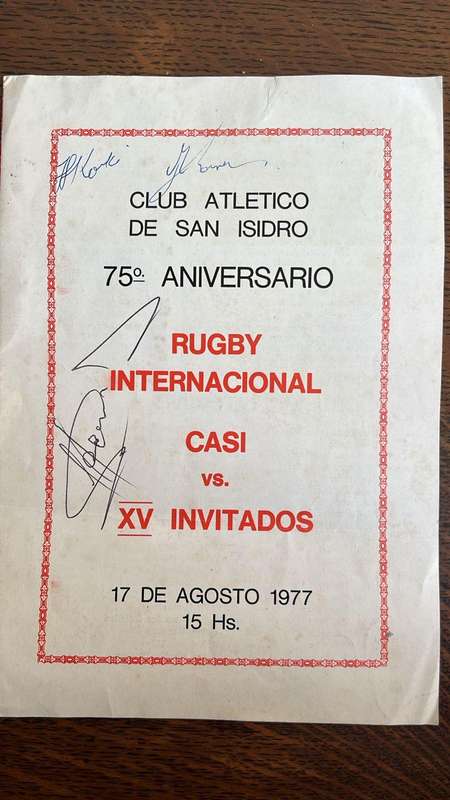 CLUB ATLETICO
DE SAN ISIDRO
75º ANIVERSARIO
RUGBY
INTERNACIONAL
CASI
vs.
XV INVITADOS
17 DE AGOSTO 1977
15 Hs.